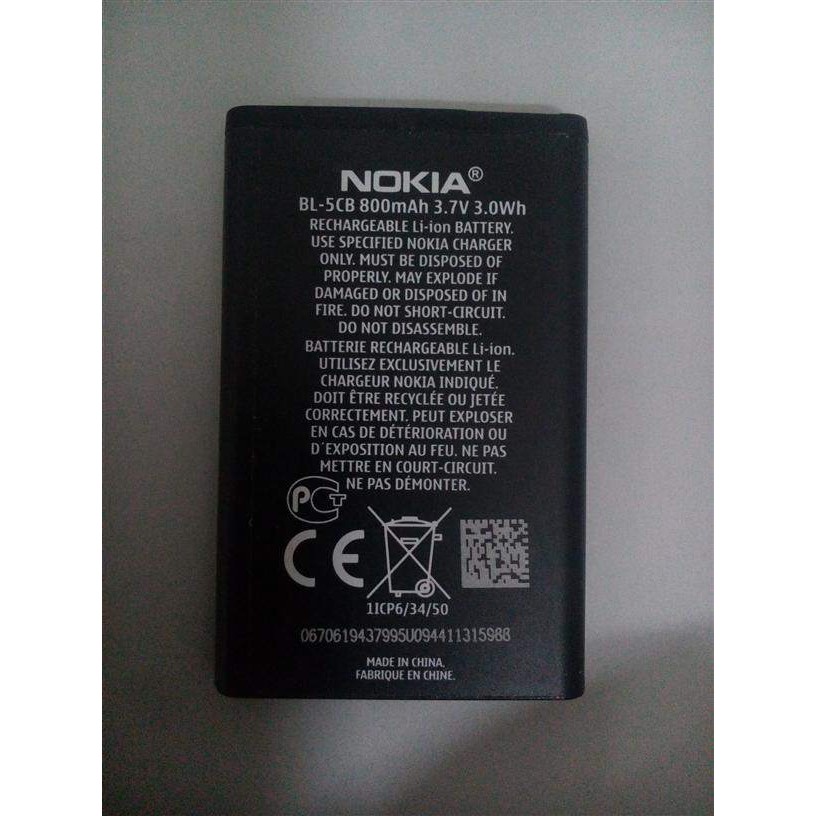 NOKIA®
BL-5CB 800mAh 3.7V 3.0Wh
RECHARGEABLE Li-ion BATTERY.
USE SPECIFIED NOKIA CHARGER
ONLY. MUST BE DISPOSED OF
PROPERLY. MAY EXPLODE IF
DAMAGED OR DISPOSED OF IN
FIRE. DO NOT SHORT-CIRCUIT.
DO NOT DISASSEMBLE.
BATTERIE RECHARGEABLE Li-ion.
UTILISEZ EXCLUSIVEMENT LE
CHARGEUR NOKIA INDIQUÉ.
DOIT ÊTRE RECYCLÉE OU JETÉE
CORRECTEMENT. PEUT EXPLOSER
EN CAS DE DÉTÉRIORATION OU
D'EXPOSITION AU FEU. NE PAS
METTRE EN COURT-CIRCUIT.
NE PAS DÉMONTER.
PCT
CE
1ICP6/34/50
0670619437995U094411315988
MADE IN CHINA.
FABRIQUE EN CHINE.